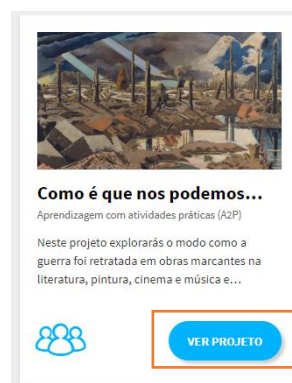 Como é que nos podemos...
Aprendizagem com atividades práticas (A2P)
Neste projeto explorarás o modo como a
guerra foi retratada em obras marcantes na
literatura, pintura, cinema e música e...
VER PROJETO